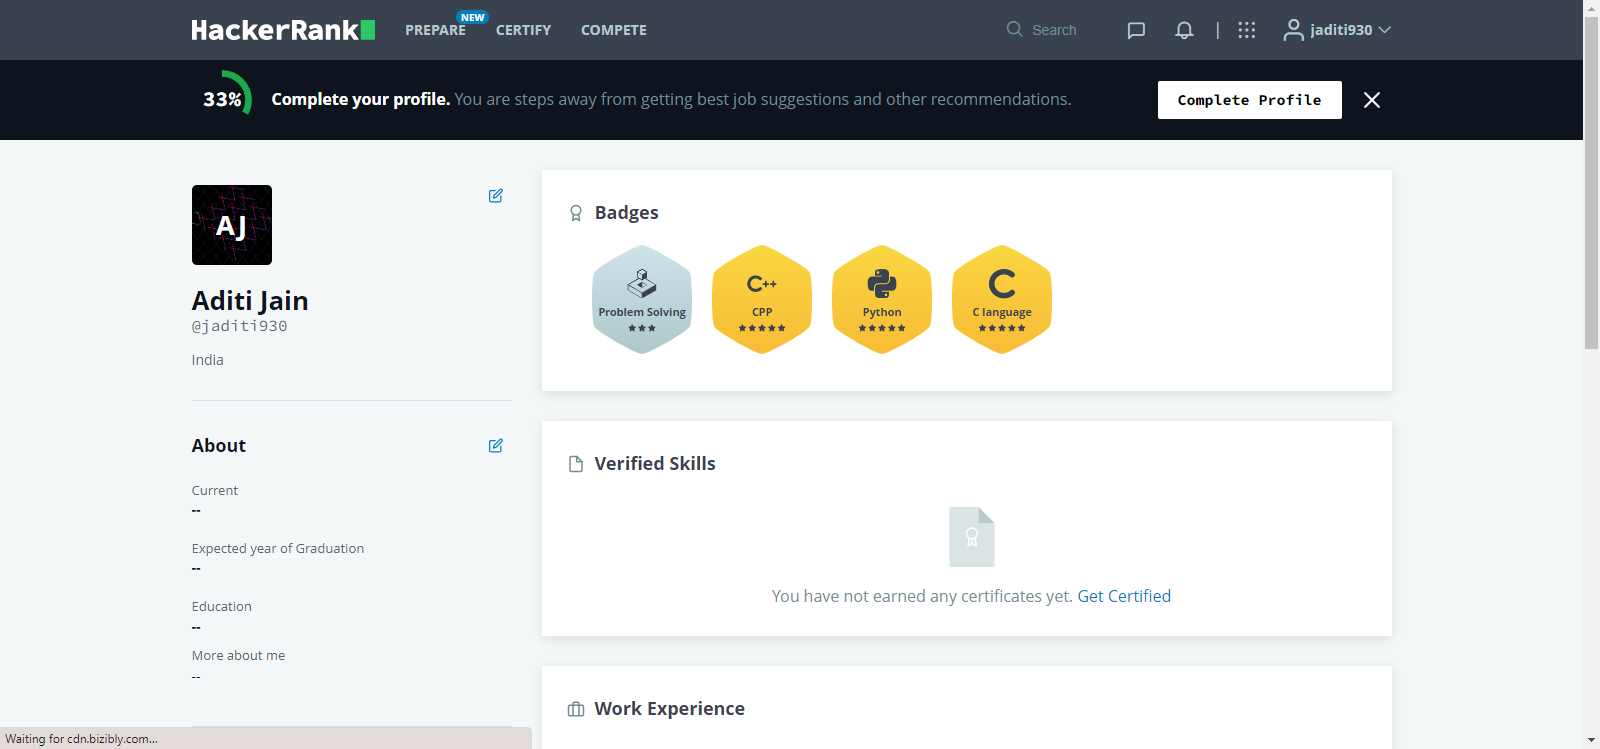 HackerRank PREPARE NEW CERTIFY COMPETE Search jaditi930
33% Complete your profile. You are steps away from getting best job suggestions and other recommendations. Complete Profile
AJ
Aditi Jain
@jaditi930
India
About
Current
--
Expected year of Graduation
--
Education
--
More about me
--
Badges
Problem Solving
C++
CPP
Python
C
C language
Verified Skills
You have not earned any certificates yet. Get Certified
Work Experience
Waiting for cdn.bizibly.com...